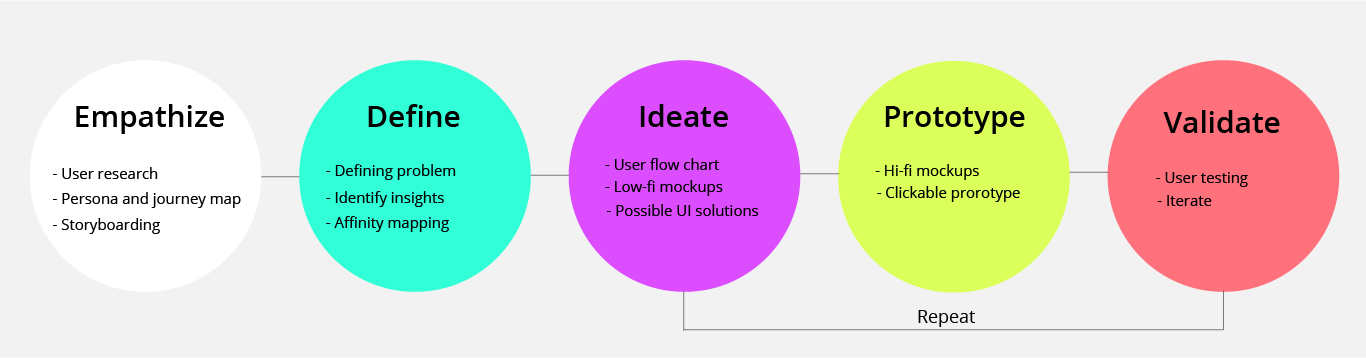 Empathize
- User research
- Persona and journey map
- Storyboarding
Define
- Defining problem
- Identify insights
- Affinity mapping
Ideate
- User flow chart
- Low-fi mockups
- Possible UI solutions
Prototype
- Hi-fi mockups
- Clickable prorotype
Validate
- User testing
- Iterate
Repeat